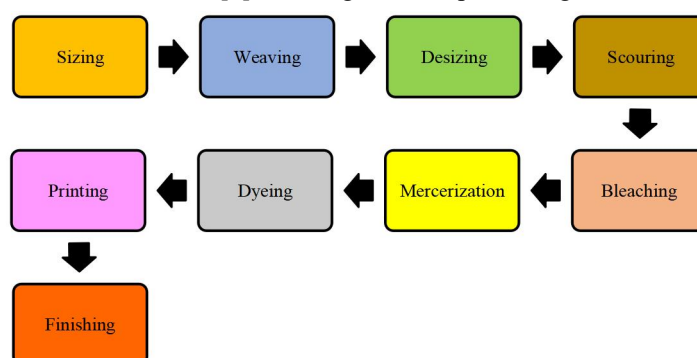 Sizing
Weaving
Desizing
Scouring
Printing
Dyeing
Mercerization
Bleaching
Finishing